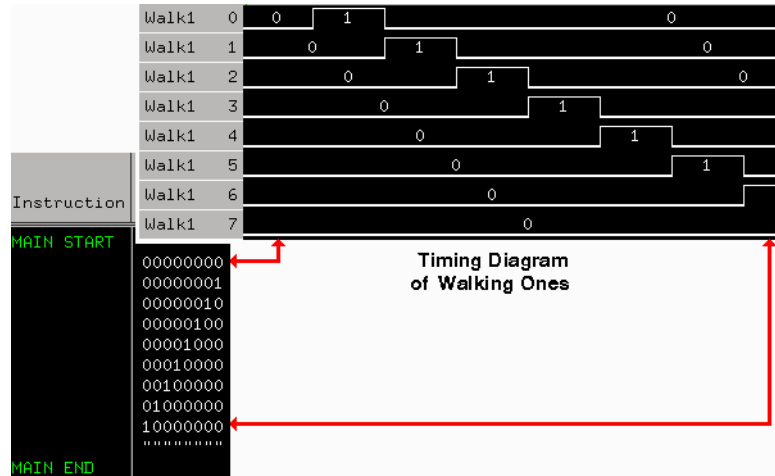 Walk1 0 0 1 0
Walk1 1 0 1 0
Walk1 2 0 1 0
Walk1 3 0 1
Walk1 4 0 1
Walk1 5 0 1
Walk1 6 0
Walk1 7 0
Instruction
MAIN START
Timing Diagram
of Walking Ones
00000000
00000001
00000010
00000100
00001000
00010000
00100000
01000000
10000000
""""""""
MAIN END